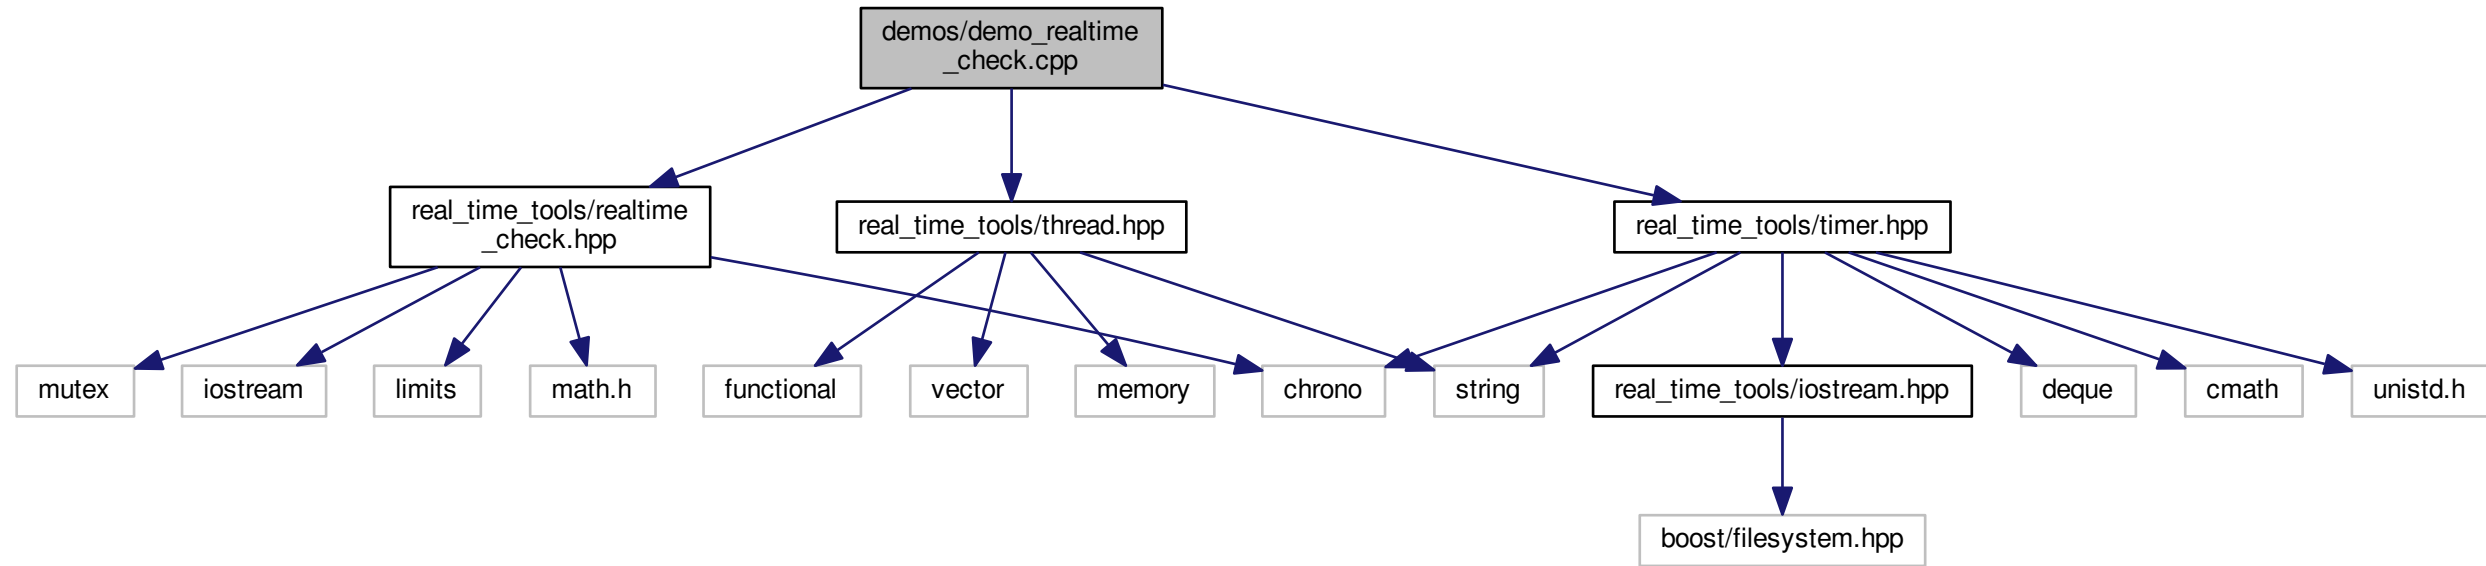 demos/demo_realtime
_check.cpp
real_time_tools/realtime
_check.hpp
real_time_tools/thread.hpp
real_time_tools/timer.hpp
mutex
iostream
limits
math.h
functional
vector
memory
chrono
string
real_time_tools/iostream.hpp
deque
cmath
unistd.h
boost/filesystem.hpp